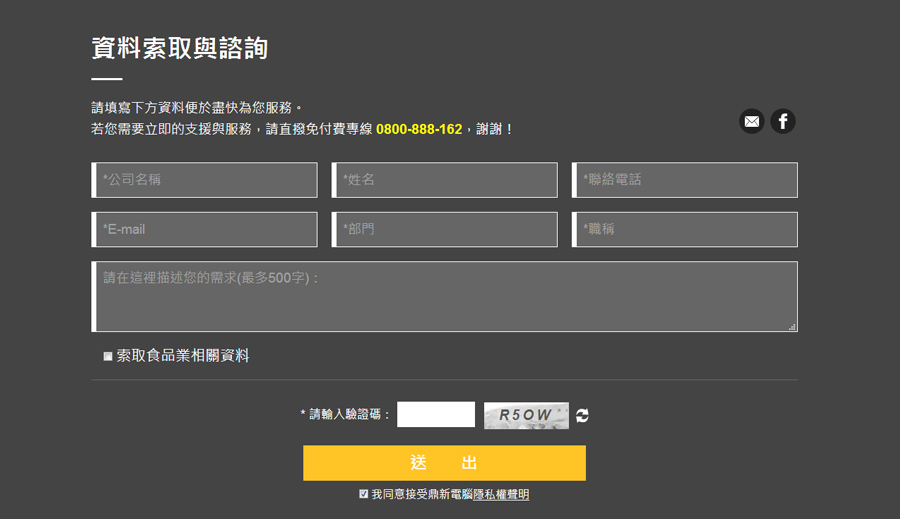 資料索取與諮詢
請填寫下方資料便於盡快為您服務。
若您需要立即的支援與服務，請直撥免付費專線 0800-888-162，謝謝！
*公司名稱
*姓名
*聯絡電話
*E-mail
*部門
*職稱
請在這裡描述您的需求(最多500字)：
索取食品業相關資料
* 請輸入驗證碼：
R5OW
送 出
我同意接受鼎新電腦隱私權聲明